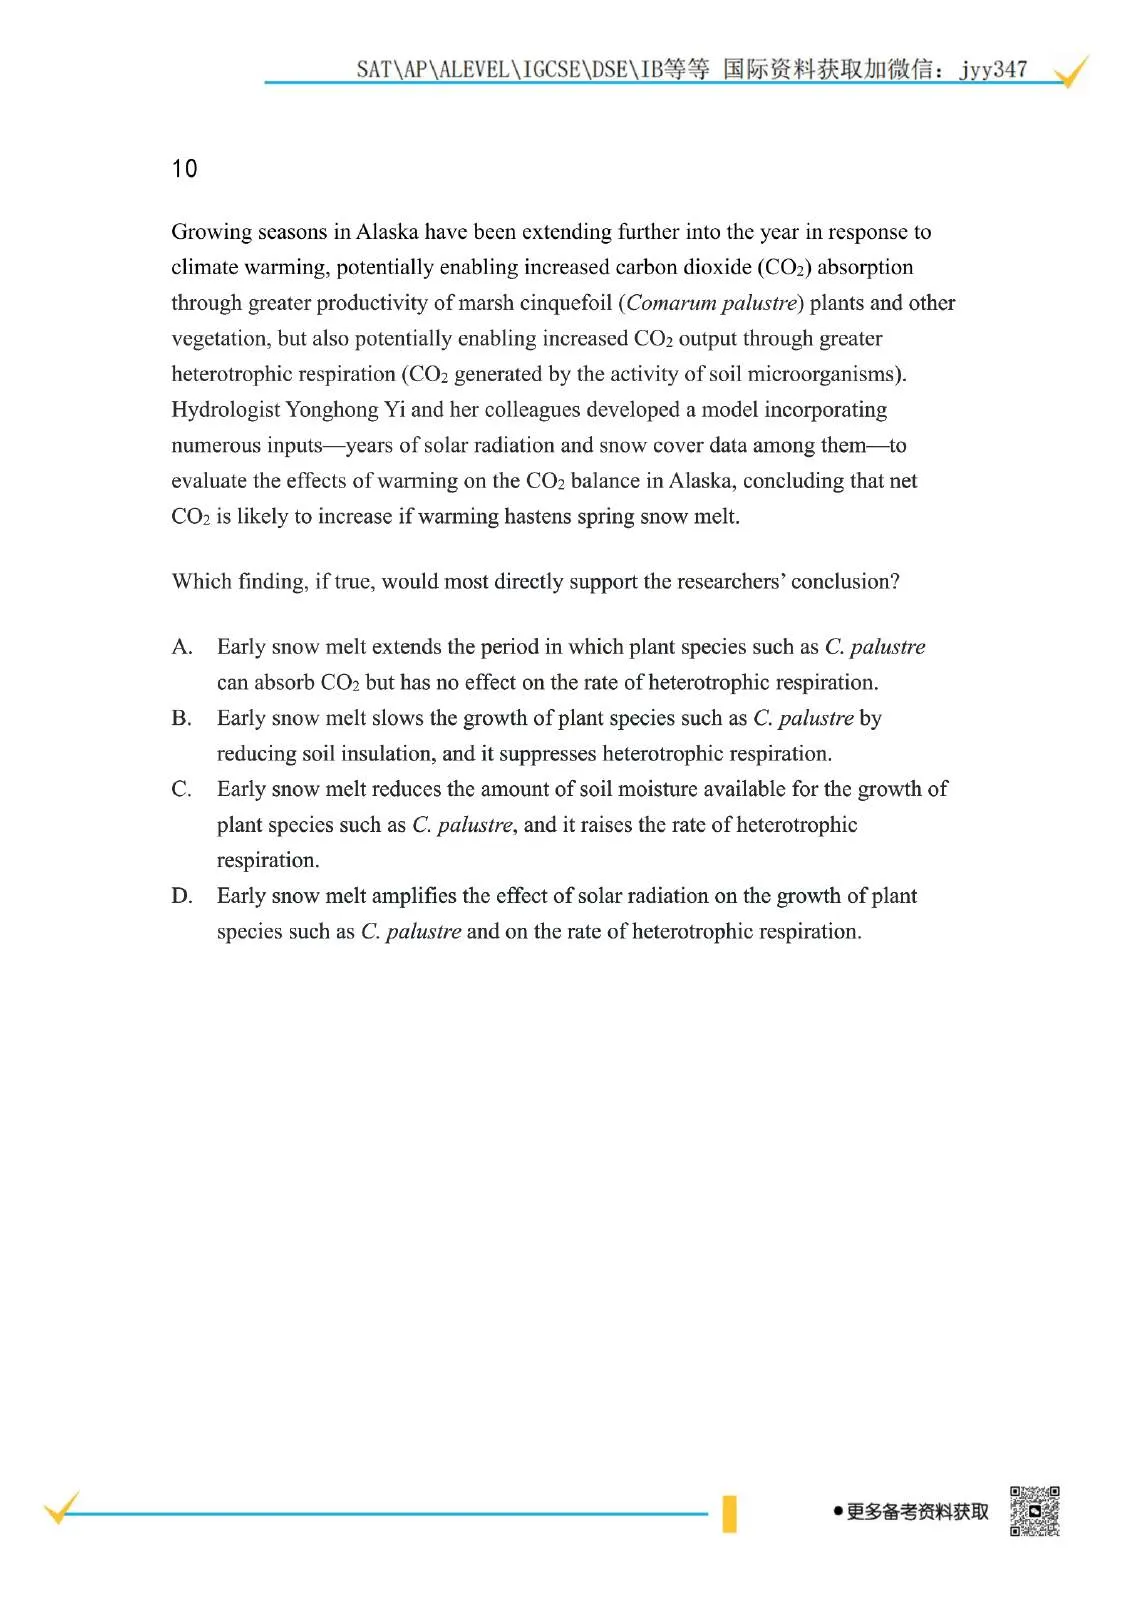 SAT\AP\ALEVEL\IGCSE\DSE\IB等等 国际资料获取加微信：jyy347
10
Growing seasons in Alaska have been extending further into the year in response to
climate warming, potentially enabling increased carbon dioxide (CO₂) absorption
through greater productivity of marsh cinquefoil (Comarum palustre) plants and other
vegetation, but also potentially enabling increased CO₂ output through greater
heterotrophic respiration (CO₂ generated by the activity of soil microorganisms).
Hydrologist Yonghong Yi and her colleagues developed a model incorporating
numerous inputs—years of solar radiation and snow cover data among them—to
evaluate the effects of warming on the CO₂ balance in Alaska, concluding that net
CO₂ is likely to increase if warming hastens spring snow melt.
Which finding, if true, would most directly support the researchers’ conclusion?
A. Early snow melt extends the period in which plant species such as C. palustre
can absorb CO₂ but has no effect on the rate of heterotrophic respiration.
B. Early snow melt slows the growth of plant species such as C. palustre by
reducing soil insulation, and it suppresses heterotrophic respiration.
C. Early snow melt reduces the amount of soil moisture available for the growth of
plant species such as C. palustre, and it raises the rate of heterotrophic
respiration.
D. Early snow melt amplifies the effect of solar radiation on the growth of plant
species such as C. palustre and on the rate of heterotrophic respiration.
●更多备考资料获取